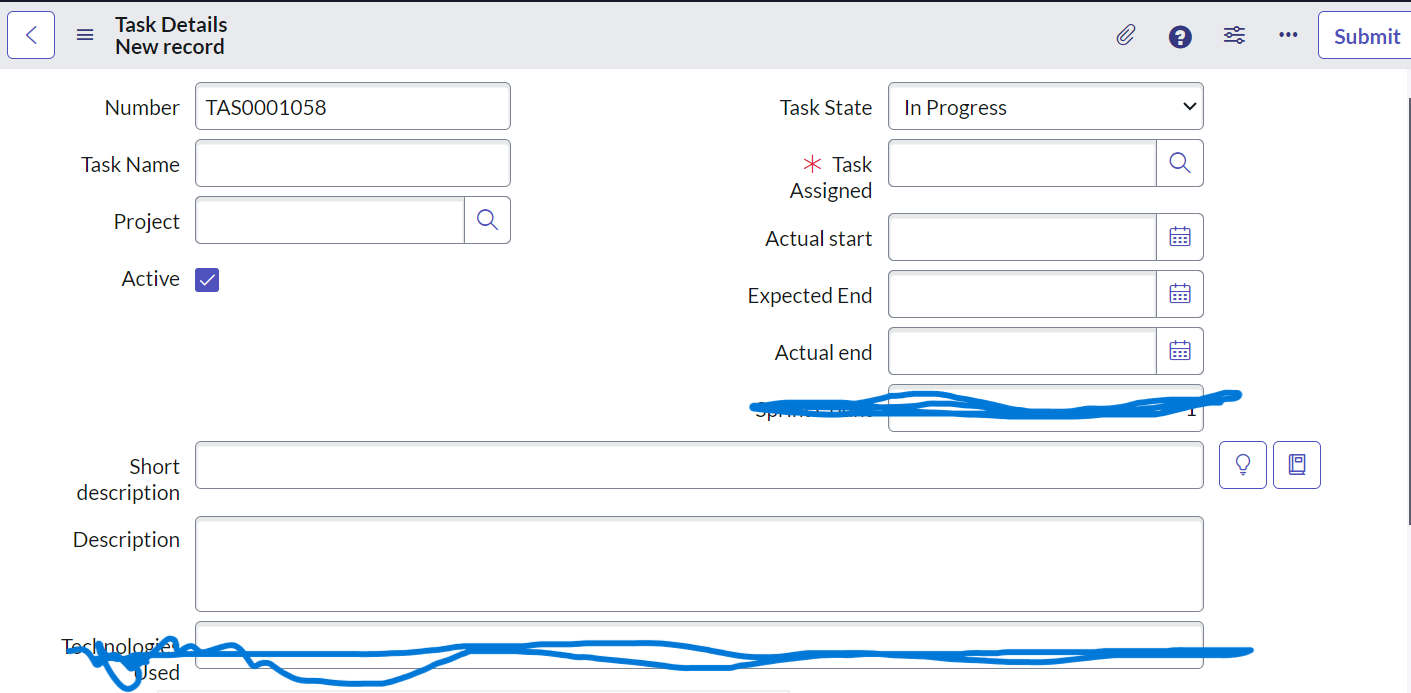 Task Details
New record
Submit
Number
TAS0001058
Task State
In Progress
Task Name
* Task
Assigned
Project
Actual start
Active
Expected End
Actual end
1
Short
description
Description
Technologies
Used